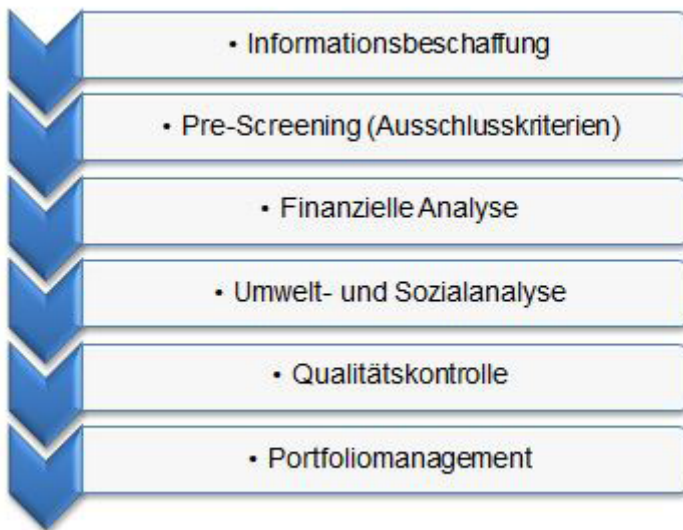 • Informationsbeschaffung
• Pre-Screening (Ausschlusskriterien)
• Finanzielle Analyse
• Umwelt- und Sozialanalyse
• Qualitätskontrolle
• Portfoliomanagement